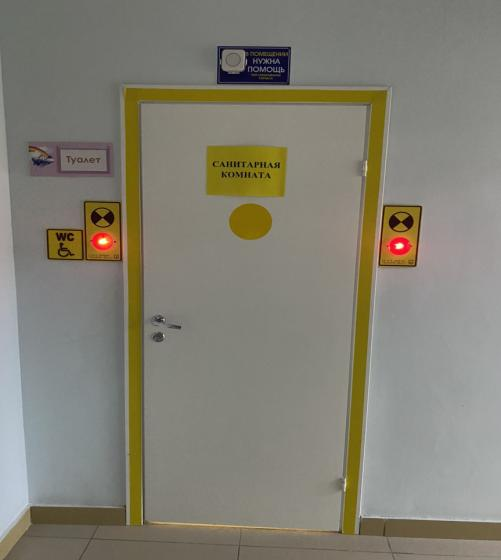 В ПОМЕЩЕНИИ
НУЖНА
ПОМОЩЬ
Туалет
САНИТАРНАЯ
КОМНАТА
WC